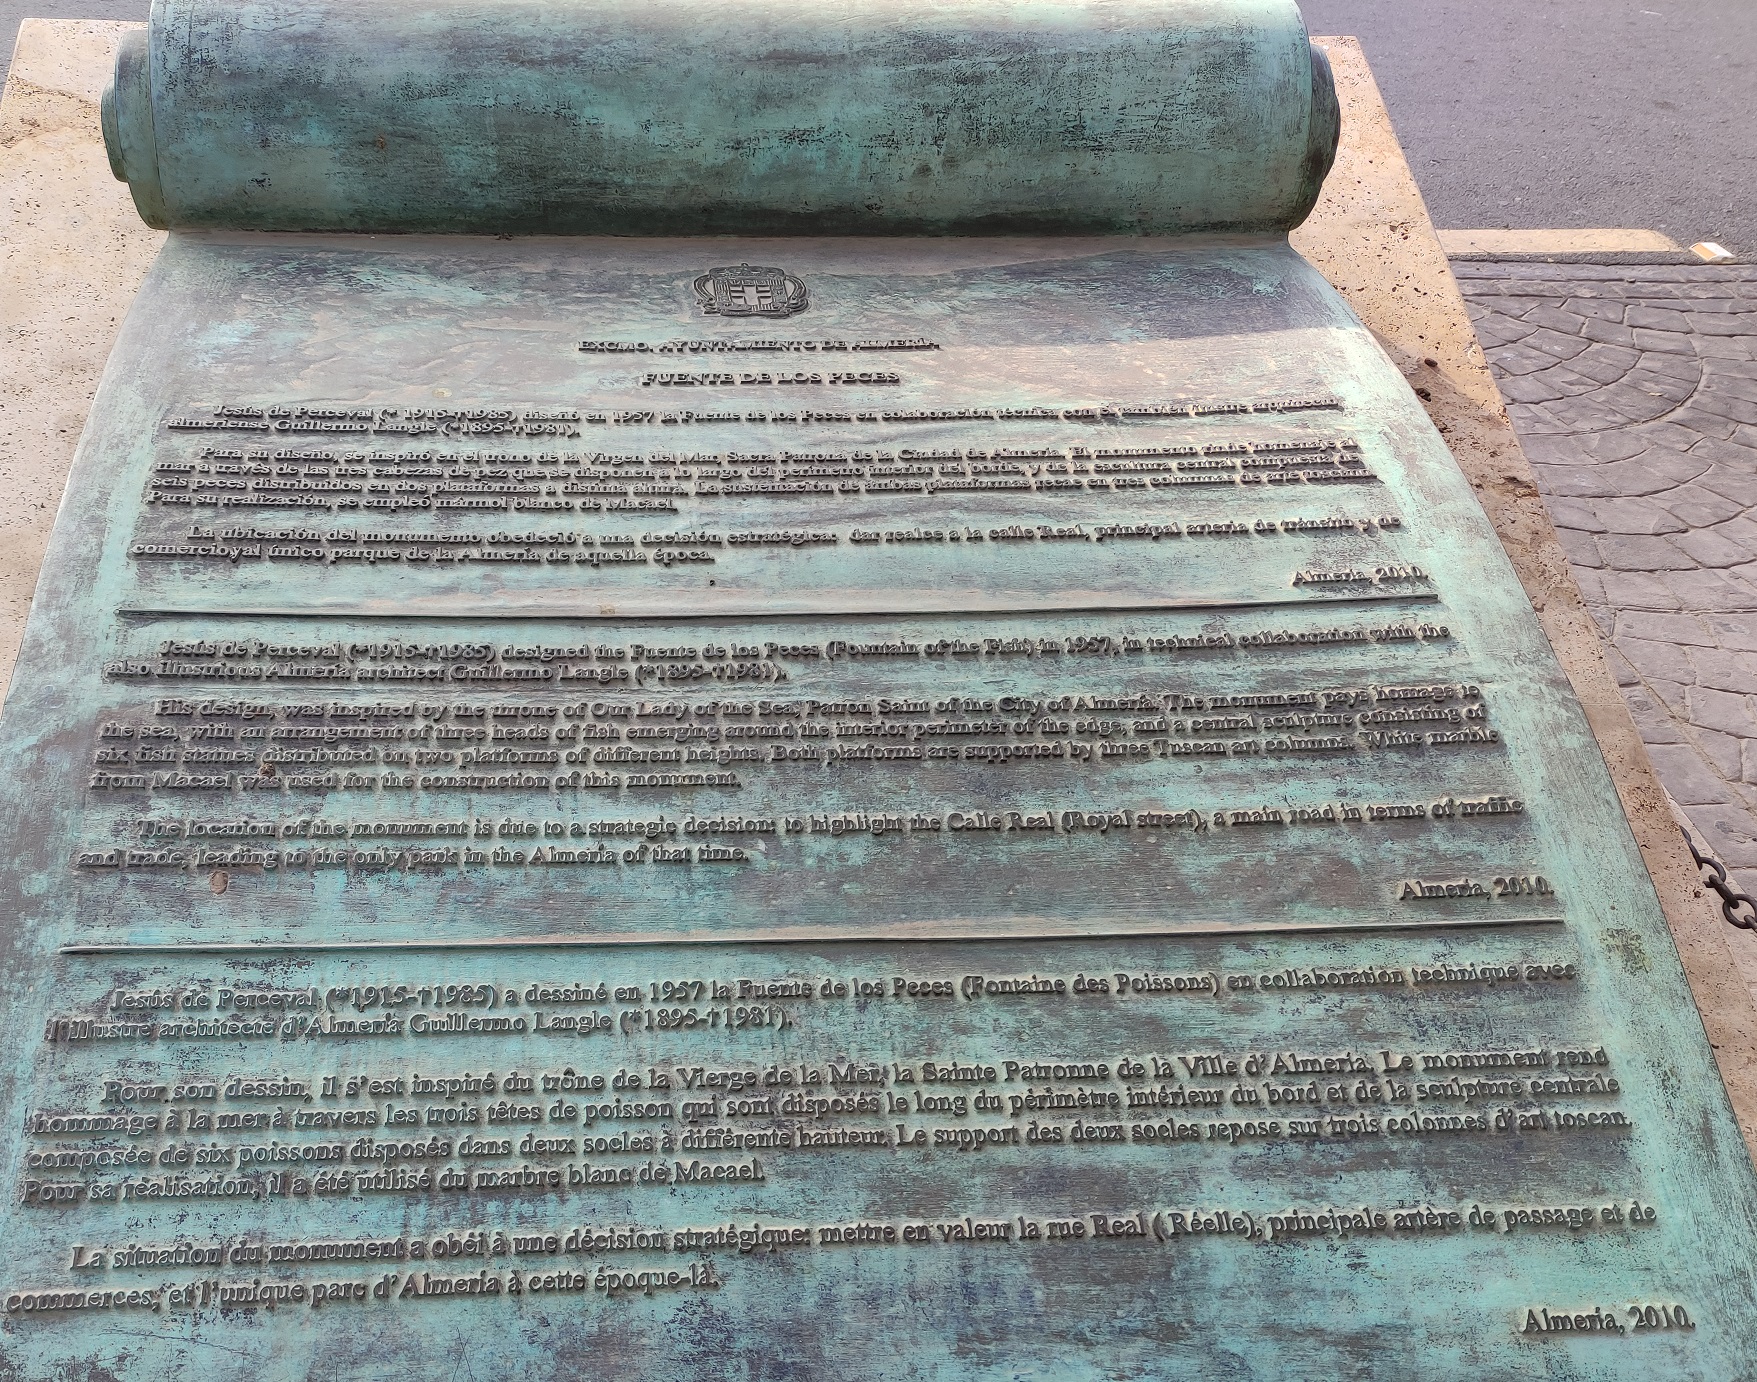 EXCMO. AYUNTAMIENTO DE ALMERÍA
FUENTE DE LOS PECES
Jesús de Perceval (* 1915-†1985) diseñó en 1957 la Fuente de los Peces en colaboración técnica con el también ilustre arquitecto
almeriense Guillermo Langle (*1895-†1981).
Para su diseño, se inspiró en el trono de la Virgen del Mar, Sacra Patrona de la Ciudad de Almería. El monumento rinde homenaje al
mar a través de las tres cabezas de pez que se disponen a lo largo del perímetro interior del borde, y de la escultura central compuesta de
seis peces distribuidos en dos plataformas a distinta altura. La sustentación de ambas plataformas recae en tres columnas de arte toscano.
Para su realización, se empleó mármol blanco de Macael.
La ubicación del monumento obedeció a una decisión estratégica: dar realce a la calle Real, principal arteria de tránsito y de
comercio,y al único parque de la Almería de aquella época.
Almería, 2010.
Jesús de Perceval (*1915-†1985) designed the Fuente de los Peces (Fountain of the Fish) in 1957, in technical collaboration with the
also illustrious Almería architect Guillermo Langle (*1895-†1981).
His design, was inspired by the throne of Our Lady of the Sea, Patron Saint of the City of Almería. The monument pays homage to
the sea, with an arrangement of three heads of fish emerging around the interior perimeter of the edge, and a central sculpture consisting of
six fish statues distributed on two platforms of different heights. Both platforms are supported by three Tuscan art columns. White marble
from Macael was used for the construction of this monument.
The location of the monument is due to a strategic decision: to highlight the Calle Real (Royal street), a main road in terms of traffic
and trade, leading to the only park in the Almería of that time.
Almería, 2010.
Jesús de Perceval (*1915-†1985) a dessiné en 1957 la Fuente de los Peces (Fontaine des Poissons) en collaboration technique avec
l'illustre architecte d'Almería Guillermo Langle (*1895-†1981).
Pour son dessin, il s'est inspiré du trône de la Vierge de la Mer, la Sainte Patronne de la Ville d'Almería. Le monument rend
hommage à la mer à travers les trois têtes de poisson qui sont disposés le long du périmètre intérieur du bord et de la sculpture centrale
composée de six poissons disposés dans deux socles à différente hauteur. Le support des deux socles repose sur trois colonnes d'art toscan.
Pour sa réalisation, il a été utilisé du marbre blanc de Macael.
La situation du monument a obéi à une décision stratégique: mettre en valeur la rue Real ( Réelle), principale artère de passage et de
commerces, et l'unique parc d'Almería à cette époque-là.
Almería, 2010.